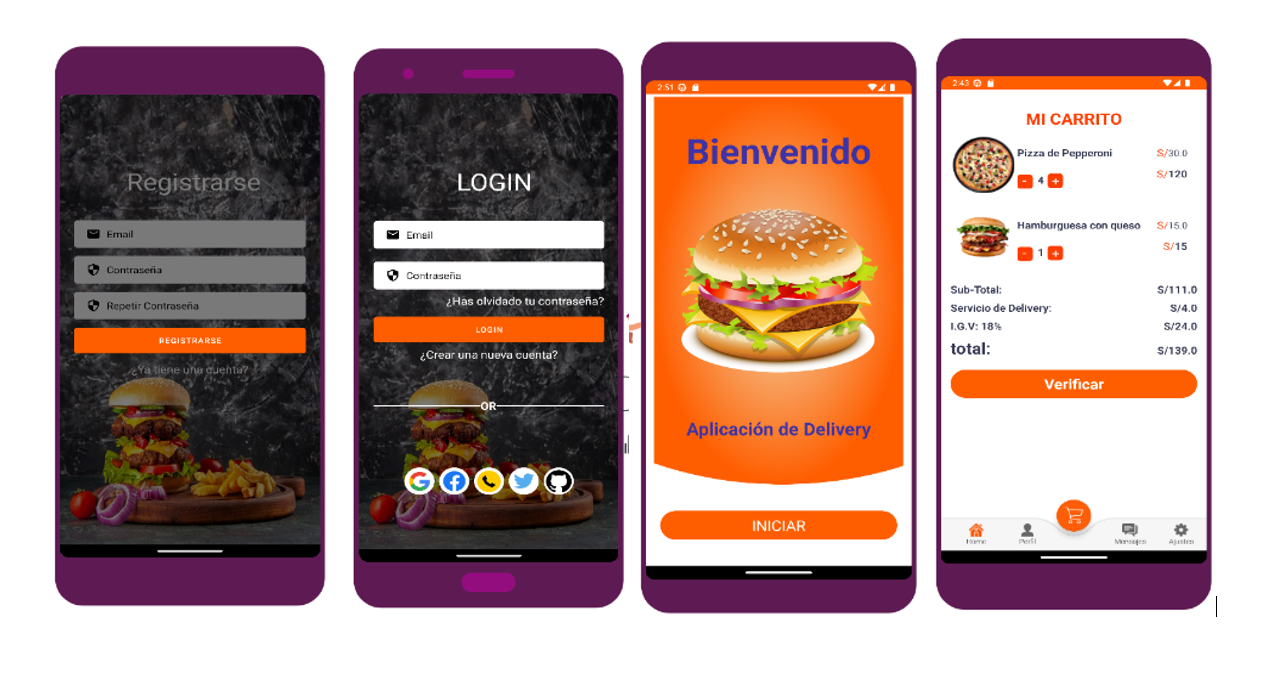 Registrarse
Email
Contraseña
Repetir Contraseña
REGISTRARSE
¿Ya tiene una cuenta?
LOGIN
Email
Contraseña
¿Has olvidado tu contraseña?
LOGIN
¿Crear una nueva cuenta?
OR
2:51
Bienvenido
Aplicación de Delivery
INICIAR
2:43
MI CARRITO
Pizza de Pepperoni S/30.0
- 4 + S/120
Hamburguesa con queso S/15.0
- 1 + S/15
Sub-Total: S/111.0
Servicio de Delivery: S/4.0
I.G.V: 18% S/24.0
total: S/139.0
Verificar
Home Perfil Mensajes Ajustes